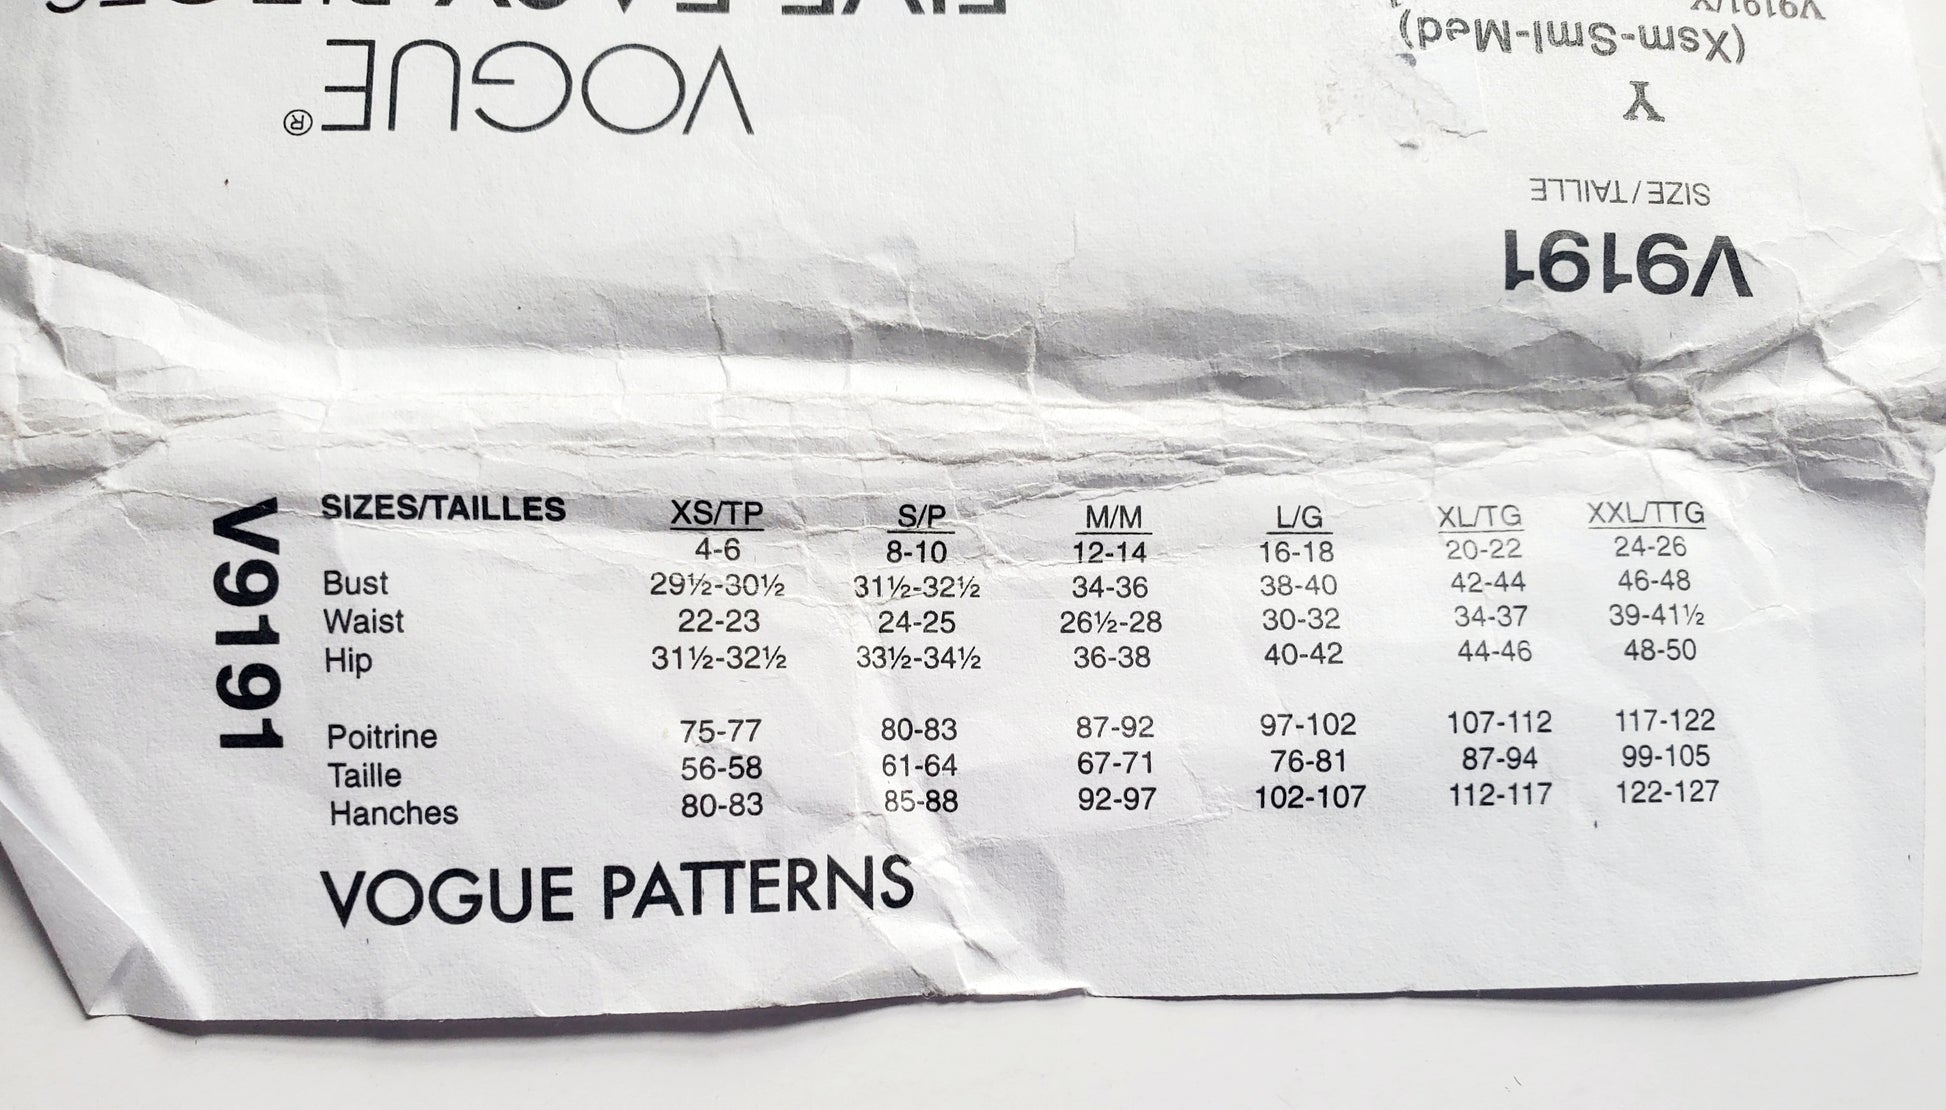 SIZES/TAILLES XS/TP S/P M/M L/G XL/TG XXL/TTG
4-6 8-10 12-14 16-18 20-22 24-26
Bust 29½-30½ 31½-32½ 34-36 38-40 42-44 46-48
Waist 22-23 24-25 26½-28 30-32 34-37 39-41½
Hip 31½-32½ 33½-34½ 36-38 40-42 44-46 48-50
Poitrine 75-77 80-83 87-92 97-102 107-112 117-122
Taille 56-58 61-64 67-71 76-81 87-94 99-105
Hanches 80-83 85-88 92-97 102-107 112-117 122-127
VOGUE PATTERNS
V9191
V9191
SIZE/TAILLE
Y
(Xsm-Sml-Med)
V9191Y
VOGUE®